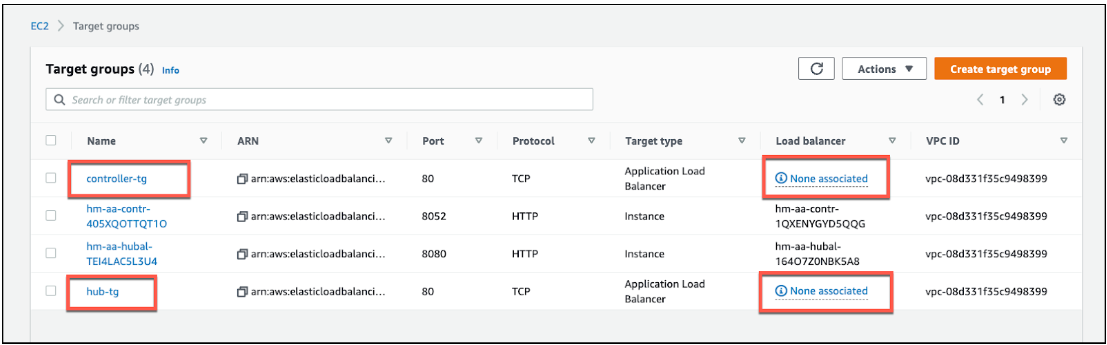 EC2 > Target groups
Target groups (4) Info
Actions ▼ Create target group
Search or filter target groups
< 1 >
Name ARN Port Protocol Target type Load balancer VPC ID
controller-tg arn:aws:elasticloadbalanci... 80 TCP Application Load Balancer None associated vpc-08d331f35c9498399
hm-aa-contr-405XQOTTQT1O arn:aws:elasticloadbalanci... 8052 HTTP Instance hm-aa-contr-1QXENYGYD5QQG vpc-08d331f35c9498399
hm-aa-hubal-TEI4LAC5L3U4 arn:aws:elasticloadbalanci... 8080 HTTP Instance hm-aa-hubal-164O7Z0NBK5A8 vpc-08d331f35c9498399
hub-tg arn:aws:elasticloadbalanci... 80 TCP Application Load Balancer None associated vpc-08d331f35c9498399